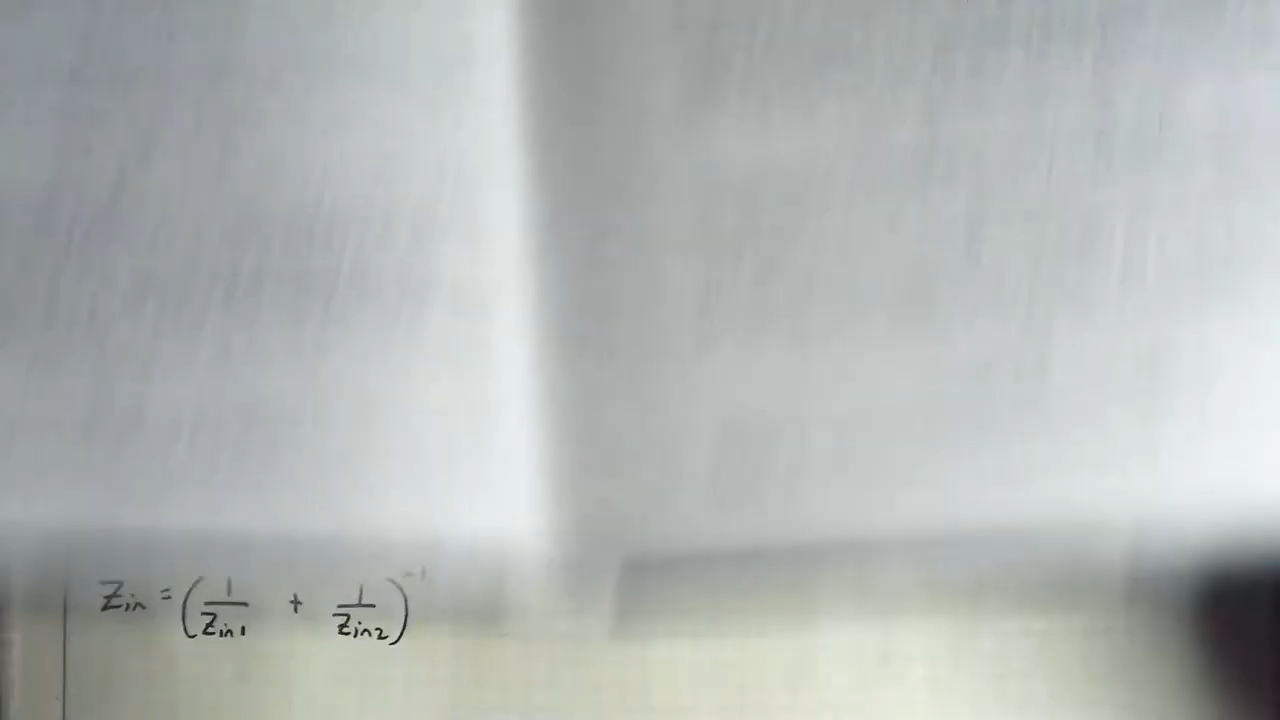 Zin = (1/Zin1 + 1/Zin2)^-1